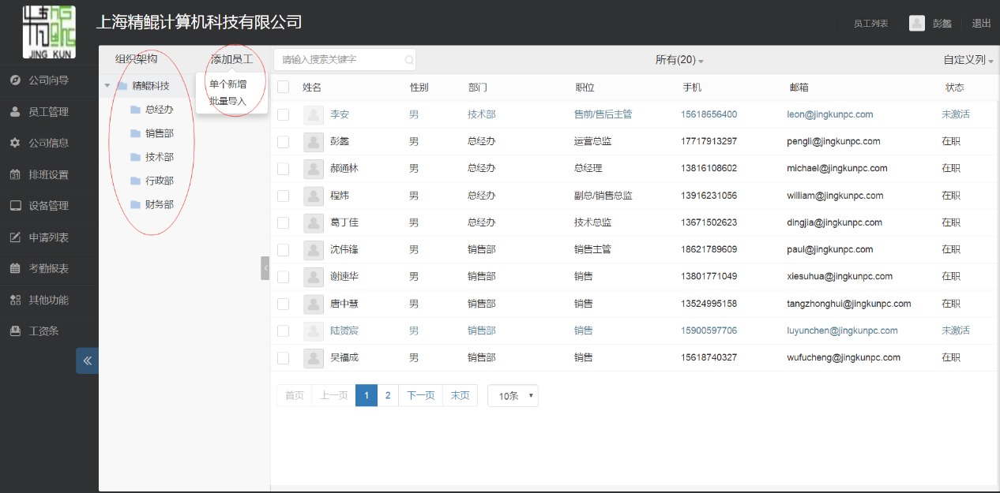 JING KUN
上海精鲲计算机科技有限公司
员工列表
彭鑫
退出
公司向导
员工管理
公司信息
排班设置
设备管理
申请列表
考勤报表
其他功能
工资条
组织架构
添加员工
精鲲科技
总经办
销售部
技术部
行政部
财务部
单个新增
批量导入
请输入搜索关键字
所有(20)
自定义列
姓名 性别 部门 职位 手机 邮箱 状态
李安 男 技术部 售前/售后主管 15618656400 leon@jingkunpc.com 未激活
男 总经办 运营总监 17717913297 pengli@jingkunpc.com 在职
郝通林 男 总经办 总经理 13816108602 michael@jingkunpc.com 在职
程炜 男 总经办 副总/销售总监 13916231056 william@jingkunpc.com 在职
葛丁佳 男 总经办 技术总监 13671502623 dingjia@jingkunpc.com 在职
沈伟锋 男 销售部 销售主管 18621789609 paul@jingkunpc.com 在职
谢速华 男 销售部 销售 13801771049 xiesuhua@jingkunpc.com 在职
唐中慧 男 销售部 销售 13524995158 tangzhonghui@jingkunpc.com 在职
陆赟宸 男 销售部 销售 15900597706 luyunchen@jingkunpc.com 未激活
吴福成 男 销售部 销售 15618740327 wufucheng@jingkunpc.com 在职
首页 上一页 1 2 下一页 末页 10条